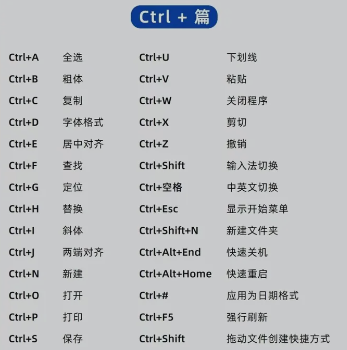 Ctrl + 篇
Ctrl+A 全选 Ctrl+U 下划线
Ctrl+B 粗体 Ctrl+V 粘贴
Ctrl+C 复制 Ctrl+W 关闭程序
Ctrl+D 字体格式 Ctrl+X 剪切
Ctrl+E 居中对齐 Ctrl+Z 撤销
Ctrl+F 查找 Ctrl+Shift 输入法切换
Ctrl+G 定位 Ctrl+空格 中英文切换
Ctrl+H 替换 Ctrl+Esc 显示开始菜单
Ctrl+I 斜体 Ctrl+Shift+N 新建文件夹
Ctrl+J 两端对齐 Ctrl+Alt+End 快速关机
Ctrl+N 新建 Ctrl+Alt+Home 快速重启
Ctrl+O 打开 Ctrl+# 应用为日期格式
Ctrl+P 打印 Ctrl+F5 强行刷新
Ctrl+S 保存 Ctrl+Shift 拖动文件创建快捷方式